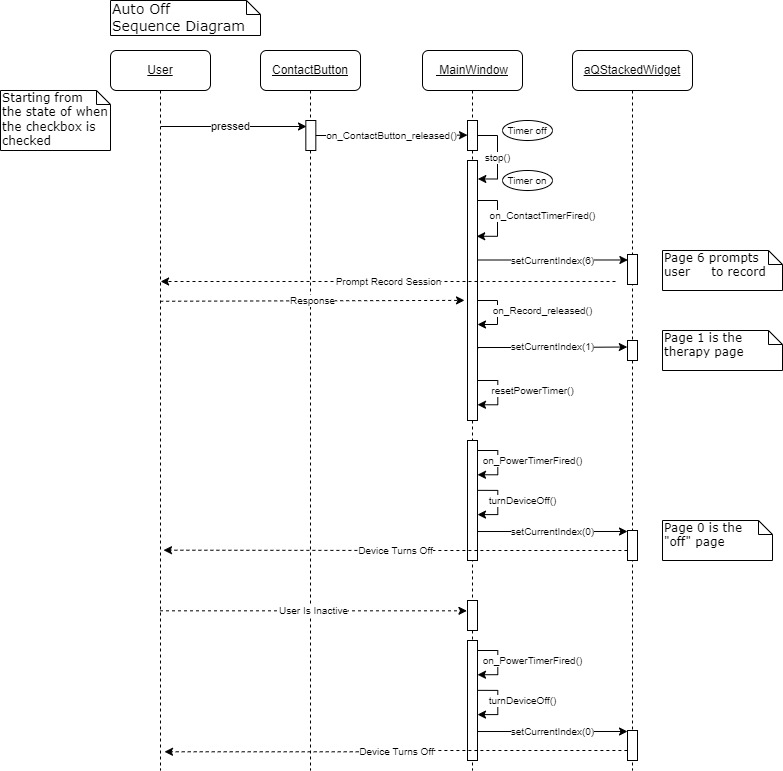 Auto Off
Sequence Diagram
User
ContactButton
MainWindow
aQStackedWidget
Starting from
the state of when
the checkbox is
checked
pressed
on_ContactButton_released()
Timer off
stop()
Timer on
on_ContactTimerFired()
setCurrentIndex(6)
Page 6 prompts
user to record
Prompt Record Session
Response
on_Record_released()
setCurrentIndex(1)
Page 1 is the
therapy page
resetPowerTimer()
on_PowerTimerFired()
turnDeviceOff()
setCurrentIndex(0)
Page 0 is the
"off" page
Device Turns Off
User Is Inactive
on_PowerTimerFired()
turnDeviceOff()
setCurrentIndex(0)
Device Turns Off